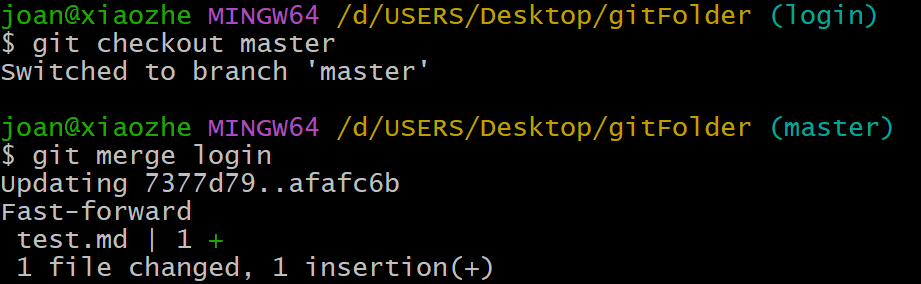 joan@xiaozhe MINGW64 /d/USERS/Desktop/gitFolder (login)
$ git checkout master
Switched to branch 'master'
joan@xiaozhe MINGW64 /d/USERS/Desktop/gitFolder (master)
$ git merge login
Updating 7377d79..afafc6b
Fast-forward
 test.md | 1 +
 1 file changed, 1 insertion(+)